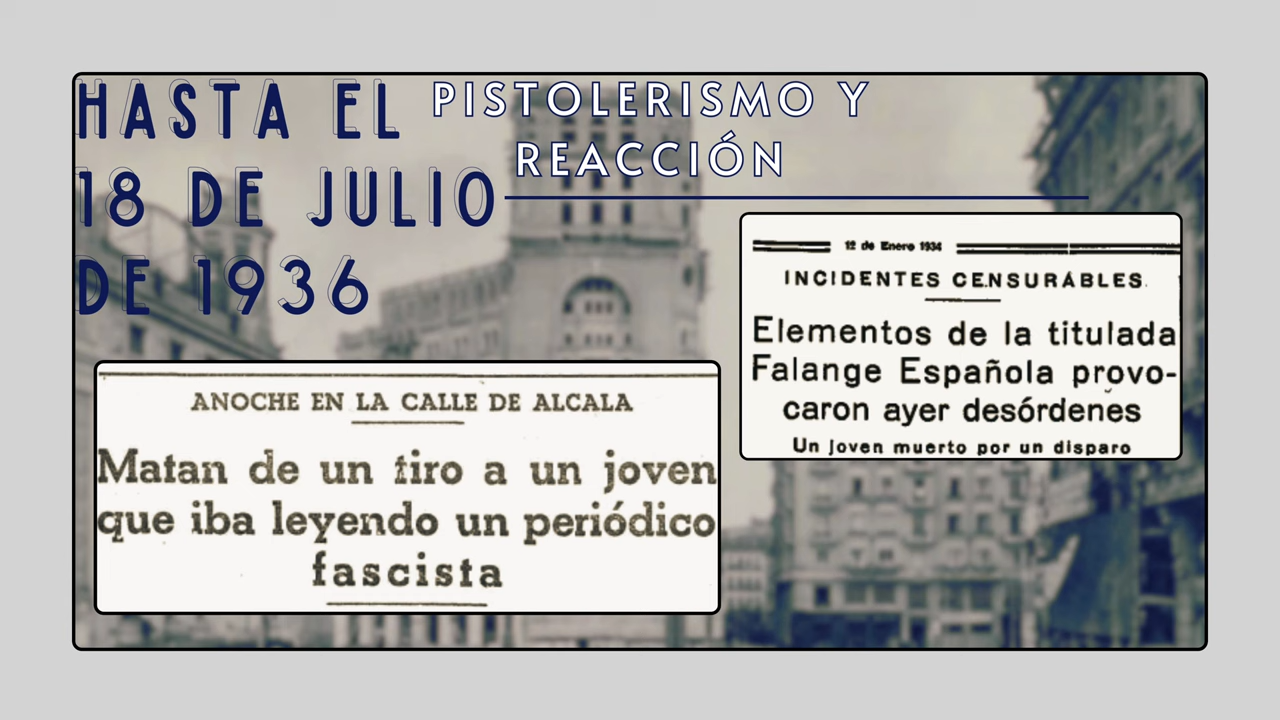 HASTA EL
18 DE JULIO
DE 1936
PISTOLERISMO Y
REACCIÓN
12 de Enero 1934
INCIDENTES CENSURABLES.
Elementos de la titulada
Falange Española provo-
caron ayer desórdenes
Un joven muerto por un disparo
ANOCHE EN LA CALLE DE ALCALA
Matan de un tiro a un joven
que iba leyendo un periódico
fascista